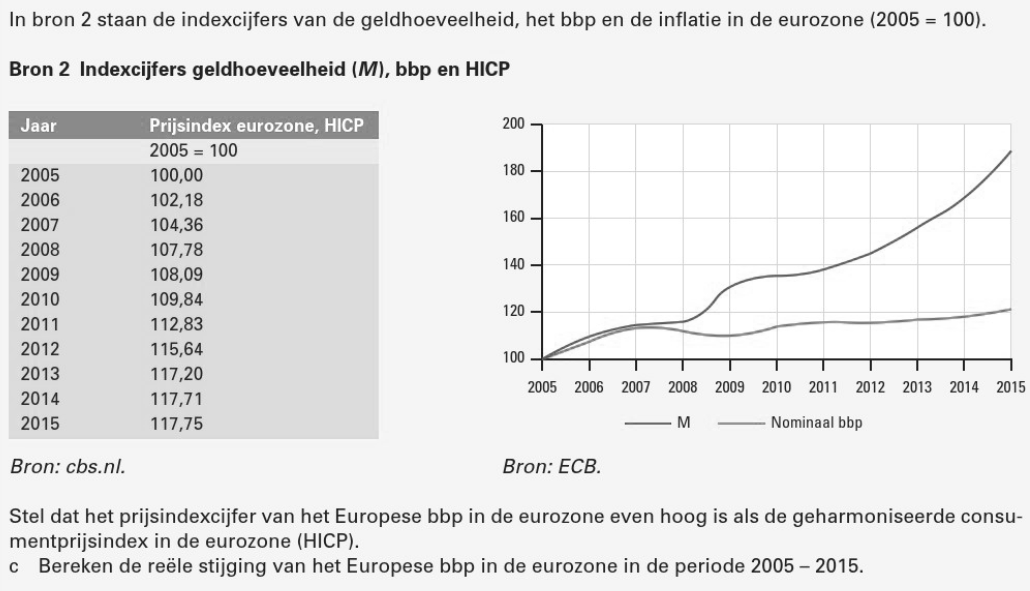 In bron 2 staan de indexcijfers van de geldhoeveelheid, het bbp en de inflatie in de eurozone (2005 = 100).
Bron 2 Indexcijfers geldhoeveelheid (M), bbp en HICP
Jaar Prijsindex eurozone, HICP
2005 = 100
2005 100,00
2006 102,18
2007 104,36
2008 107,78
2009 108,09
2010 109,84
2011 112,83
2012 115,64
2013 117,20
2014 117,71
2015 117,75
Bron: cbs.nl.
200
180
160
140
120
100
2005 2006 2007 2008 2009 2010 2011 2012 2013 2014 2015
M Nominaal bbp
Bron: ECB.
Stel dat het prijsindexcijfer van het Europese bbp in de eurozone even hoog is als de geharmoniseerde consu-
mentprijsindex in de eurozone (HICP).
c Bereken de reële stijging van het Europese bbp in de eurozone in de periode 2005 – 2015.